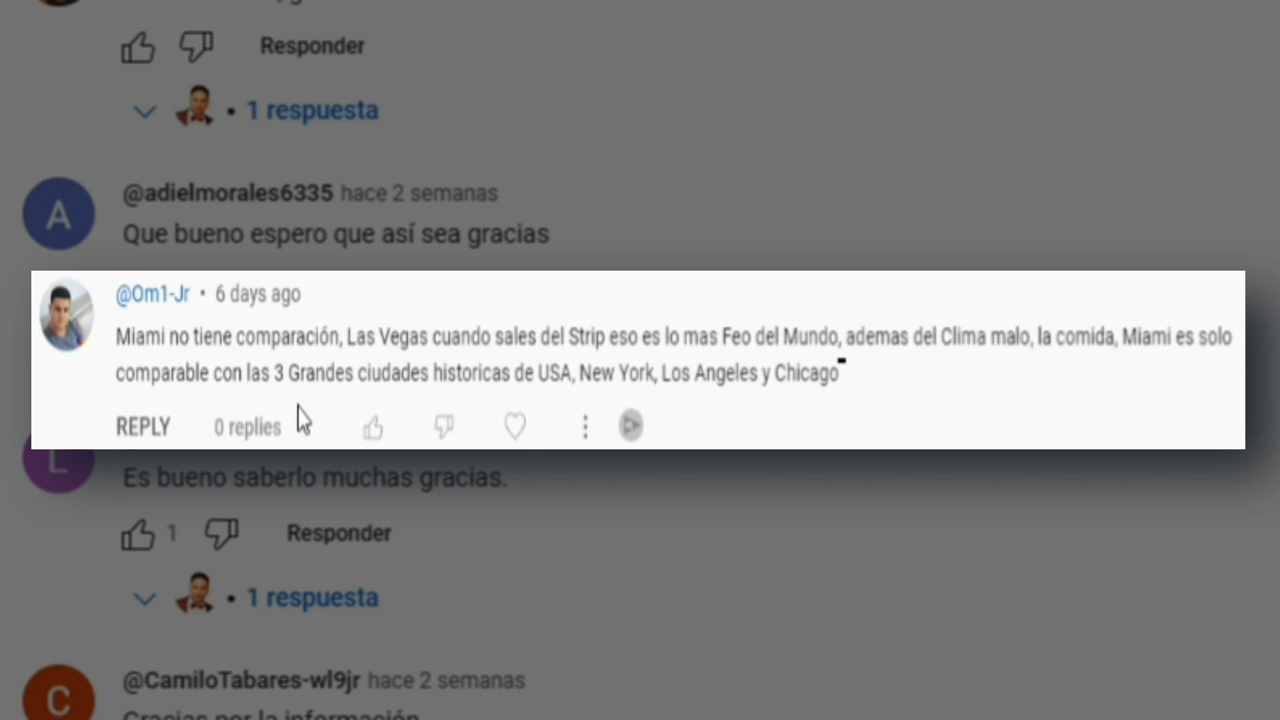 Responder
1 respuesta
@adielmorales6335 hace 2 semanas
A
Que bueno espero que así sea gracias
@Om1-Jr • 6 days ago
Miami no tiene comparación, Las Vegas cuando sales del Strip eso es lo mas Feo del Mundo, ademas del Clima malo, la comida, Miami es solo
comparable con las 3 Grandes ciudades historicas de USA, New York, Los Angeles y Chicago
REPLY 0 replies
L
Es bueno saberlo muchas gracias.
1 Responder
1 respuesta
@CamiloTabares-wl9jr hace 2 semanas
C
Gracias por la información